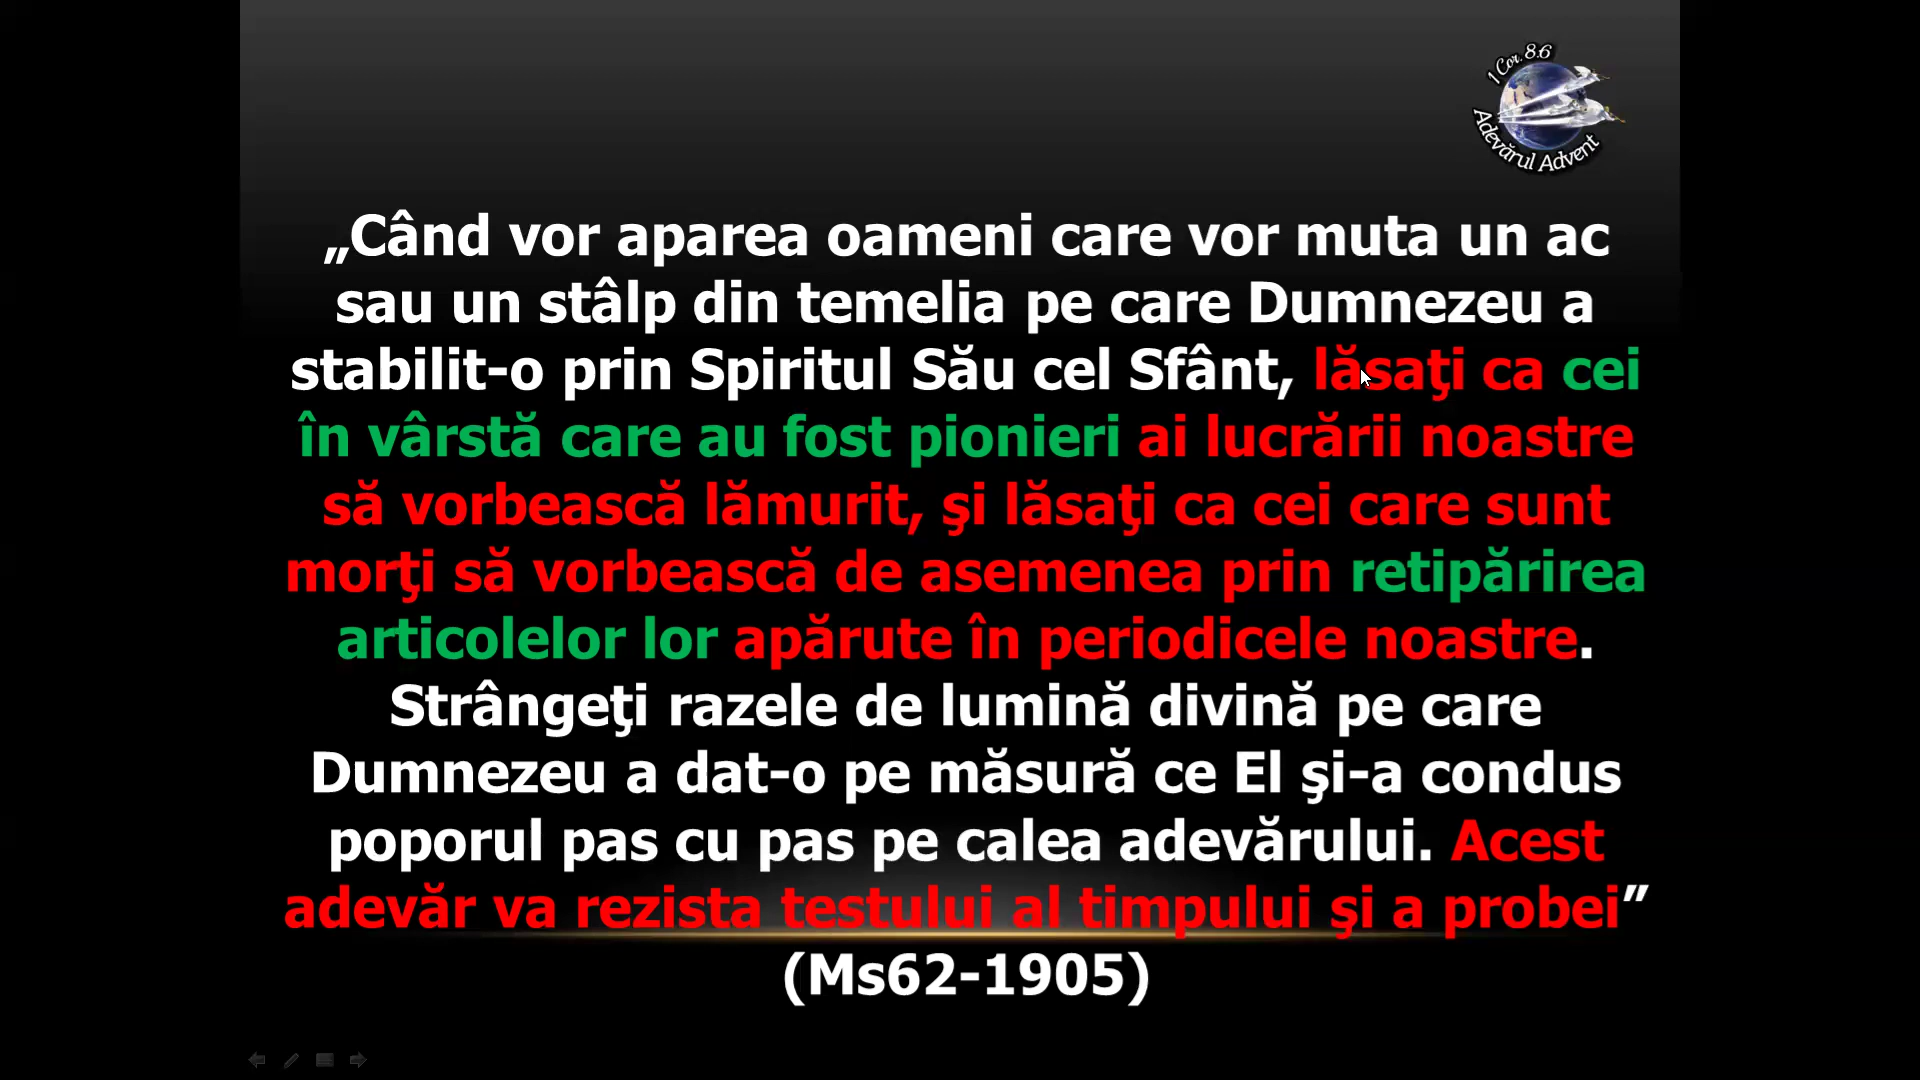 1 Cor. 8:6
Adevărul Advent
„Când vor aparea oameni care vor muta un ac
sau un stâlp din temelia pe care Dumnezeu a
stabilit-o prin Spiritul Său cel Sfânt, lăsaţi ca cei
în vârstă care au fost pionieri ai lucrării noastre
să vorbească lămurit, şi lăsaţi ca cei care sunt
morţi să vorbească de asemenea prin retipărirea
articolelor lor apărute în periodicele noastre.
Strângeţi razele de lumină divină pe care
Dumnezeu a dat-o pe măsură ce El şi-a condus
poporul pas cu pas pe calea adevărului. Acest
adevăr va rezista testului al timpului şi a probei”
(Ms62-1905)